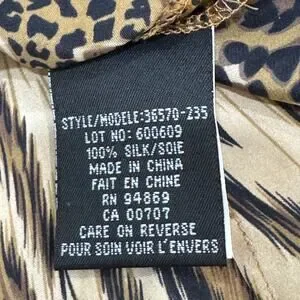 STYLE/MODELE:36570-235
LOT NO: 600609
100% SILK/SOIE
MADE IN CHINA
FAIT EN CHINE
RN 94869
CA 00707
CARE ON REVERSE
POUR SOIN VOIR L'ENVERS